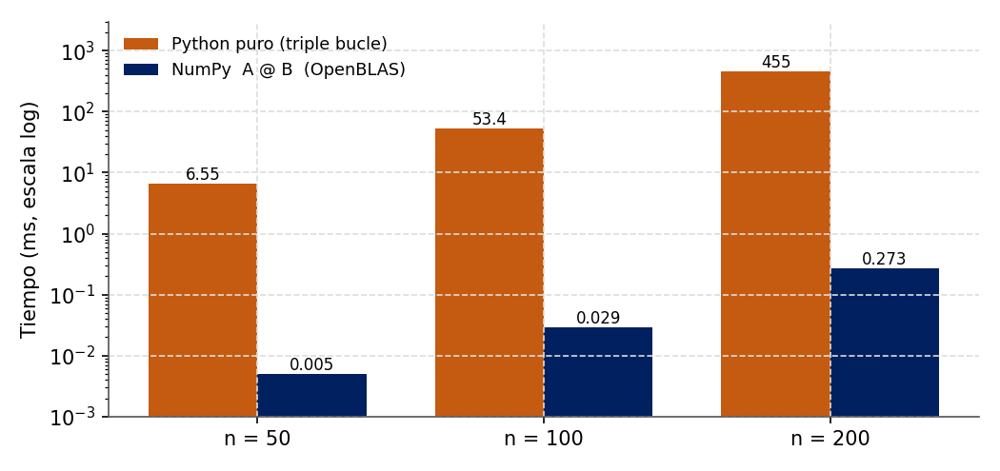 Python puro (triple bucle)
NumPy  A @ B  (OpenBLAS)
Tiempo (ms, escala log)
10³
10²
10¹
10⁰
10⁻¹
10⁻²
10⁻³
6.55
0.005
53.4
0.029
455
0.273
n = 50
n = 100
n = 200